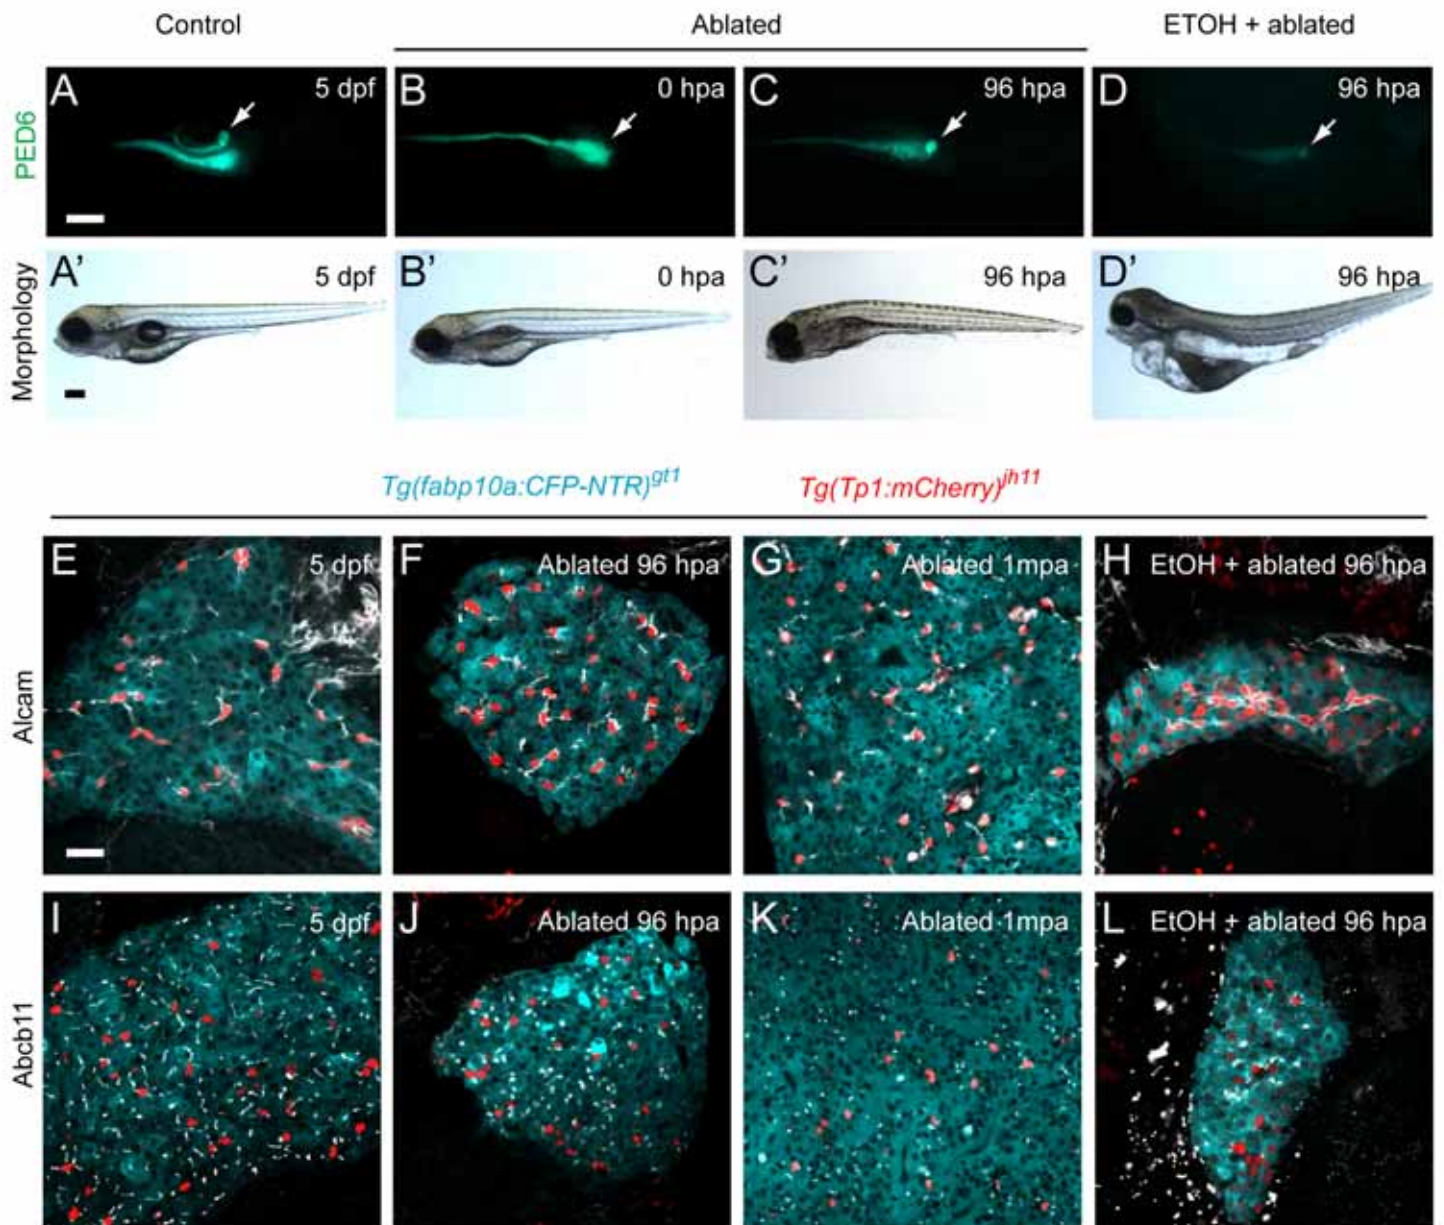 Control
Ablated
ETOH + ablated
PED6
A
5 dpf
B
0 hpa
C
96 hpa
D
96 hpa
Morphology
A'
5 dpf
B'
0 hpa
C'
96 hpa
D'
96 hpa
Tg(fabp10a:CFP-NTR)gt1
Tg(Tp1:mCherry)jh11
Alcam
E
5 dpf
F
Ablated 96 hpa
G
Ablated 1mpa
H
EtOH + ablated 96 hpa
Abcb11
I
5 dpf
J
Ablated 96 hpa
K
Ablated 1mpa
L
EtOH + ablated 96 hpa